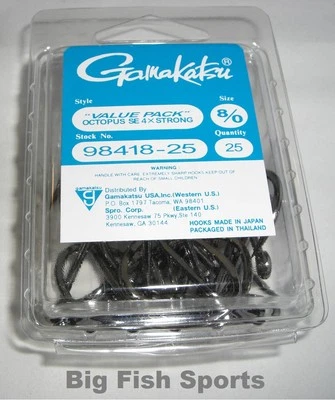 Gamakatsu®
Style
Size
"VALUE PACK"
OCTOPUS SE 4×STRONG
8/0
Stock No.
Quantity
98418-25
25
WARNING
HANDLE WITH CARE. EXTREMELY SHARP HOOKS KEEP OUT OF
REACH OF SMALL CHILDREN.
gamakatsu
Distributed By
Gamakatsu USA.Inc.(Western U.S.)
P.O. Box 1797 Tacoma, WA 98401
Spro. Corp. (Eastern U.S.)
3900 Kennesaw 75 Pkwy.Ste 140
Kennesaw, GA 30144
HOOKS MADE IN JAPAN
PACKAGED IN THAILAND
Big Fish Sports